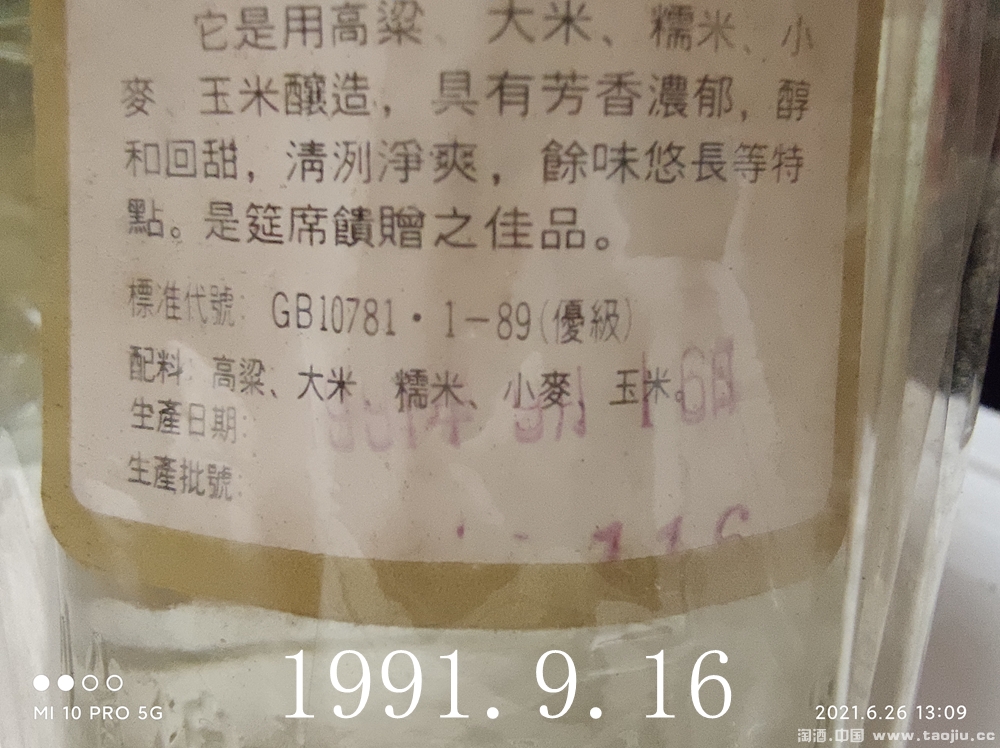 它是用高粱、大米、糯米、小
麥、玉米釀造，具有芳香濃郁，醇
和回甜，清洌淨爽，餘味悠長等特
點。是筵席饋贈之佳品。
標准代號：GB10781·1－89(優級)
配料：高粱、大米、糯米、小麥、玉米。
生產日期：
生產批號：
116
1991.9.16
MI 10 PRO 5G
2021.6.26 13:09
淘酒.中国 www.taojiu.cc